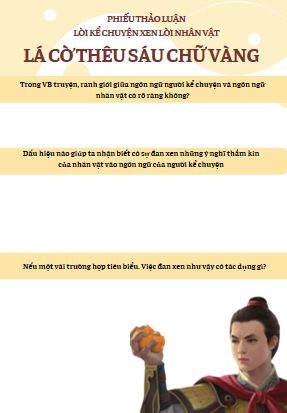 PHIẾU THẢO LUẬN
LỜI KỂ CHUYỆN XEN LỜI NHÂN VẬT
LÁ CỜ THÊU SÁU CHỮ VÀNG
Trong VB truyện, ranh giới giữa ngôn ngữ người kể chuyện và ngôn ngữ
nhân vật có rõ ràng không?
Dấu hiệu nào giúp ta nhận biết có sự đan xen những ý nghĩ thầm kín
của nhân vật vào ngôn ngữ của người kể chuyện
Nếu một vài trường hợp tiêu biểu. Việc đan xen như vậy có tác dụng gì?